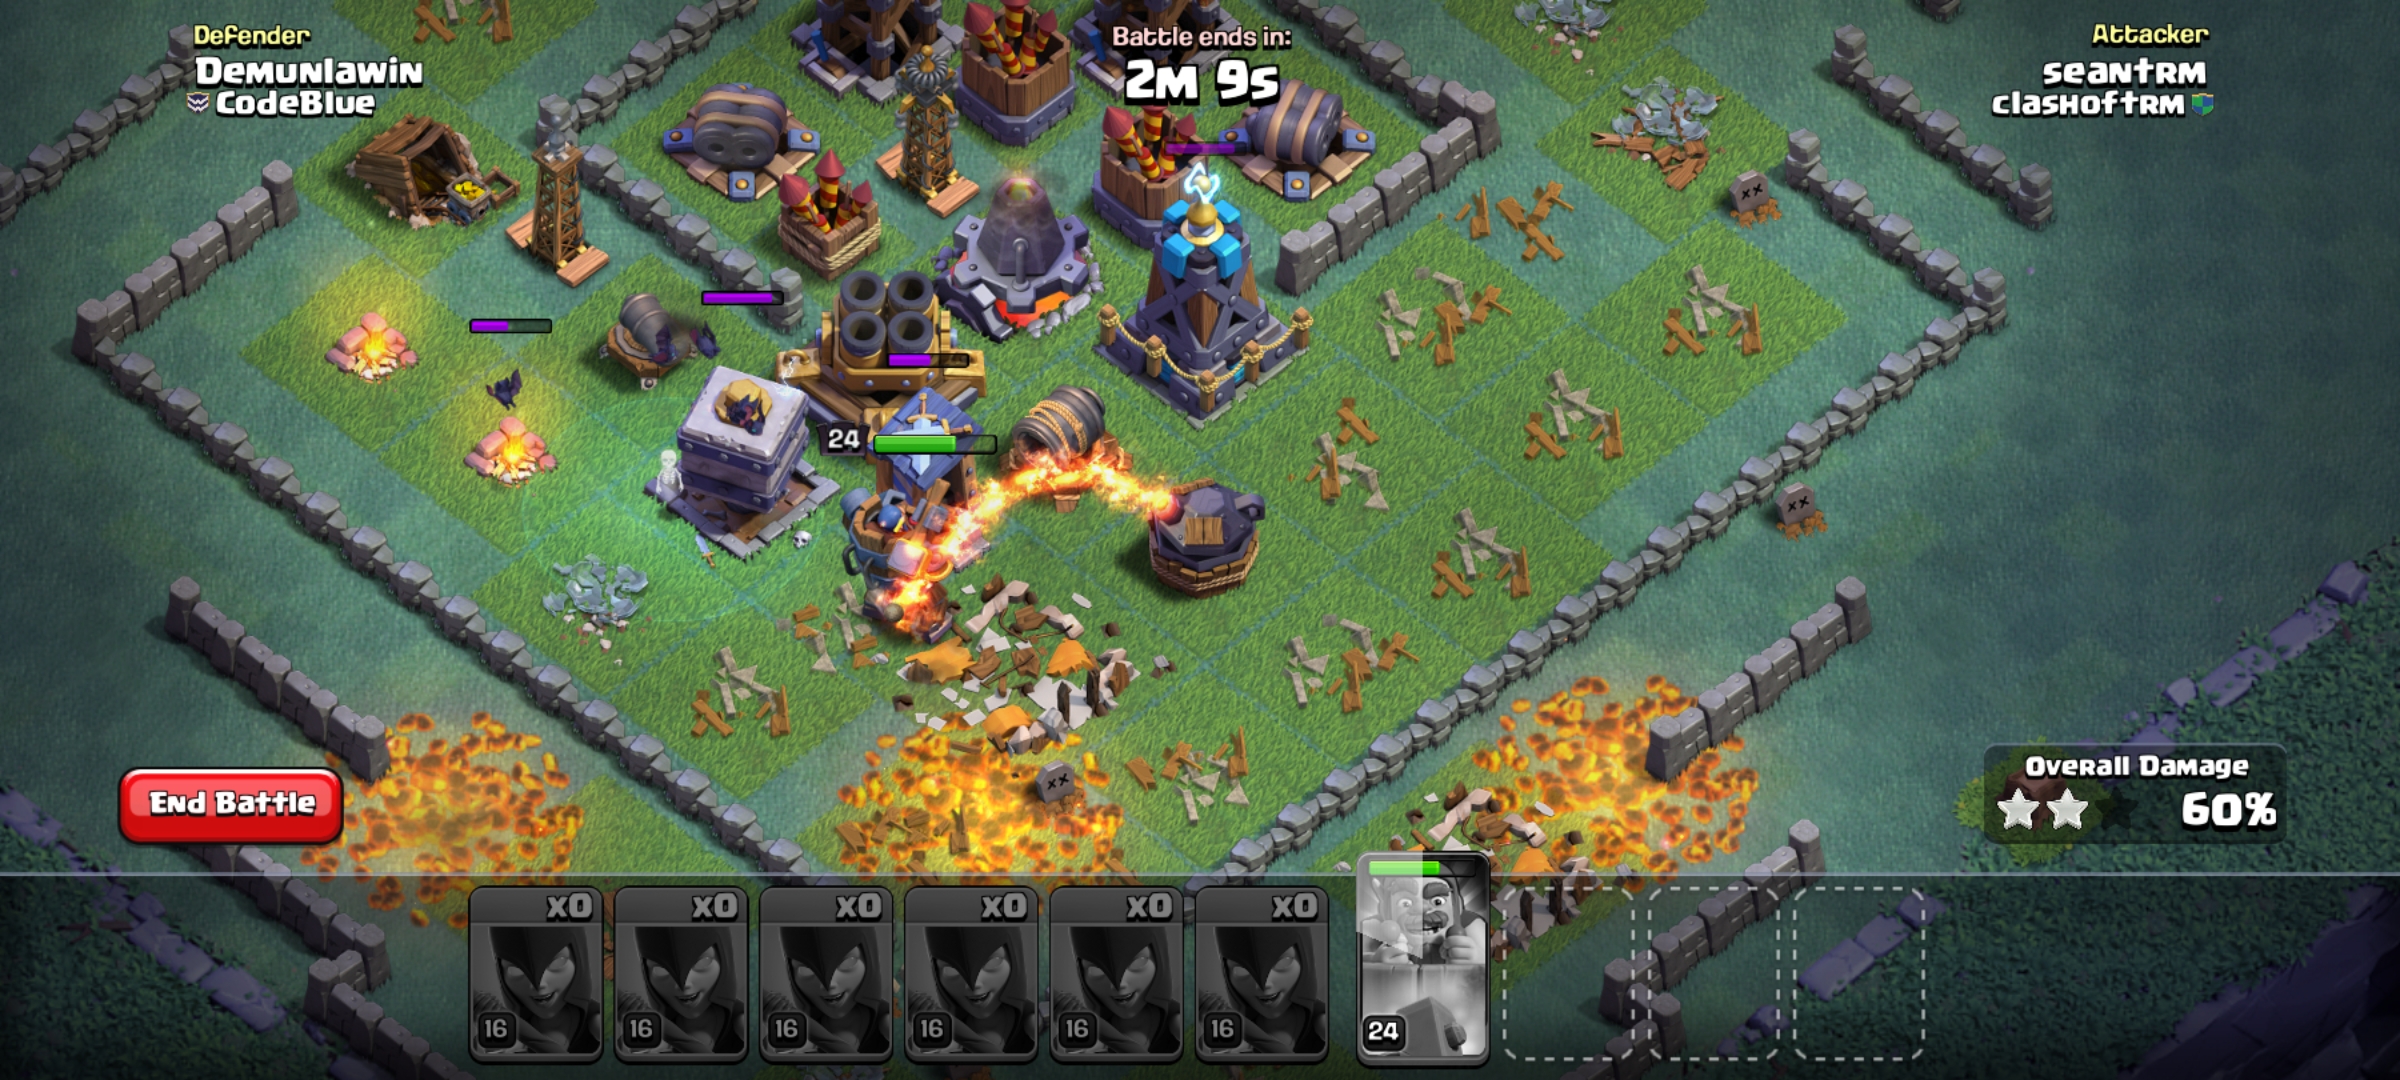 Defender
Demunlawin
CodeBlue
Battle ends in:
2m 9s
Attacker
seantRM
clashoftRM
24
End Battle
Overall Damage
60%
x0
x0
x0
x0
x0
x0
16
16
16
16
16
16
24